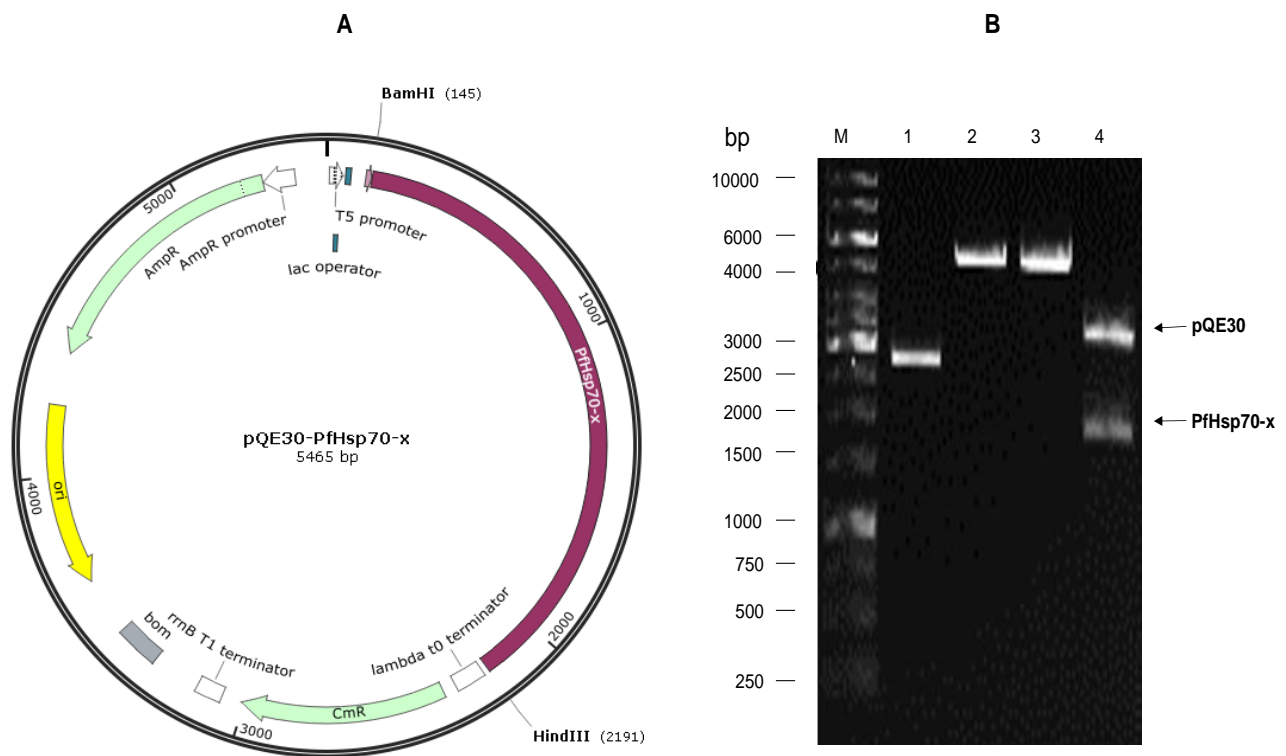 A
BamHI (145)
5000
AmpR
AmpR promoter
T5 promoter
lac operator
1000
PfHsp70-x
pQE30-PfHsp70-x
5465 bp
4000
ori
bom
rrnB T1 terminator
lambda t0 terminator
2000
CmR
3000
HindIII (2191)
B
bp M 1 2 3 4
10000
6000
4000
3000
2500
2000
1500
1000
750
500
250
pQE30
PfHsp70-x